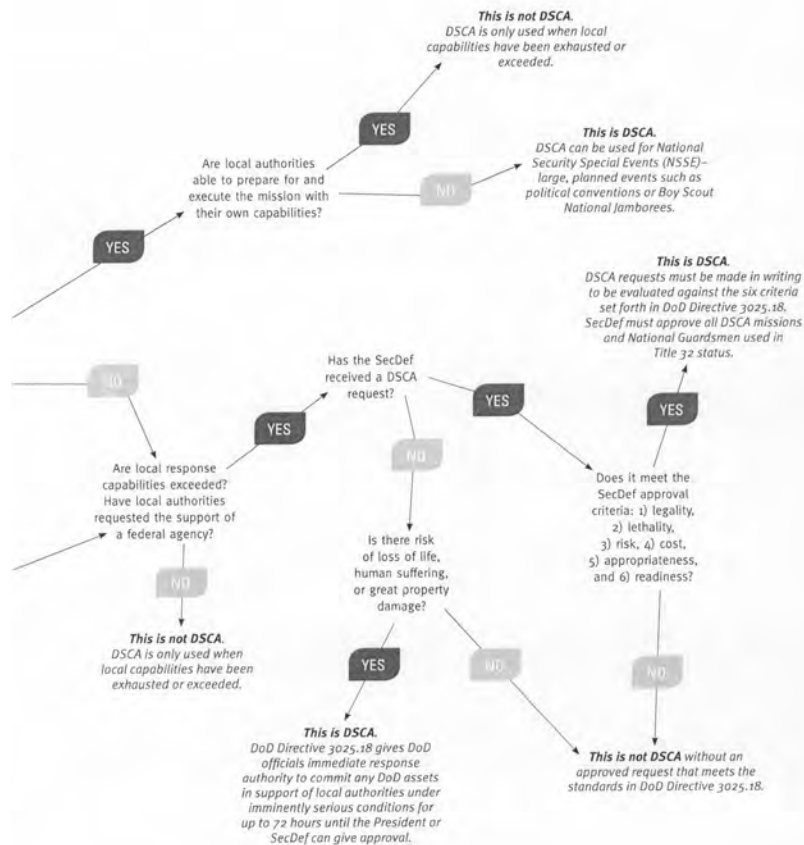 This is not DSCA.
DSCA is only used when local
capabilities have been exhausted or
exceeded.
YES
Are local authorities
able to prepare for and
execute the mission with
their own capabilities?
NO
This is DSCA.
DSCA can be used for National
Security Special Events (NSSE)–
large, planned events such as
political conventions or Boy Scout
National Jamborees.
YES
This is DSCA.
DSCA requests must be made in writing
to be evaluated against the six criteria
set forth in DoD Directive 3025.18.
SecDef must approve all DSCA missions
and National Guardsmen used in
Title 32 status.
Has the SecDef
received a DSCA
request?
NO
YES
YES
YES
NO
Are local response
capabilities exceeded?
Have local authorities
requested the support of
a federal agency?
Does it meet the
SecDef approval
criteria: 1) legality,
2) lethality,
3) risk, 4) cost,
5) appropriateness,
and 6) readiness?
Is there risk
of loss of life,
human suffering,
or great property
damage?
NO
This is not DSCA.
DSCA is only used when
local capabilities have been
exhausted or exceeded.
YES
NO
NO
This is DSCA.
DoD Directive 3025.18 gives DoD
officials immediate response
authority to commit any DoD assets
in support of local authorities under
imminently serious conditions for
up to 72 hours until the President or
SecDef can give approval.
This is not DSCA without an
approved request that meets the
standards in DoD Directive 3025.18.